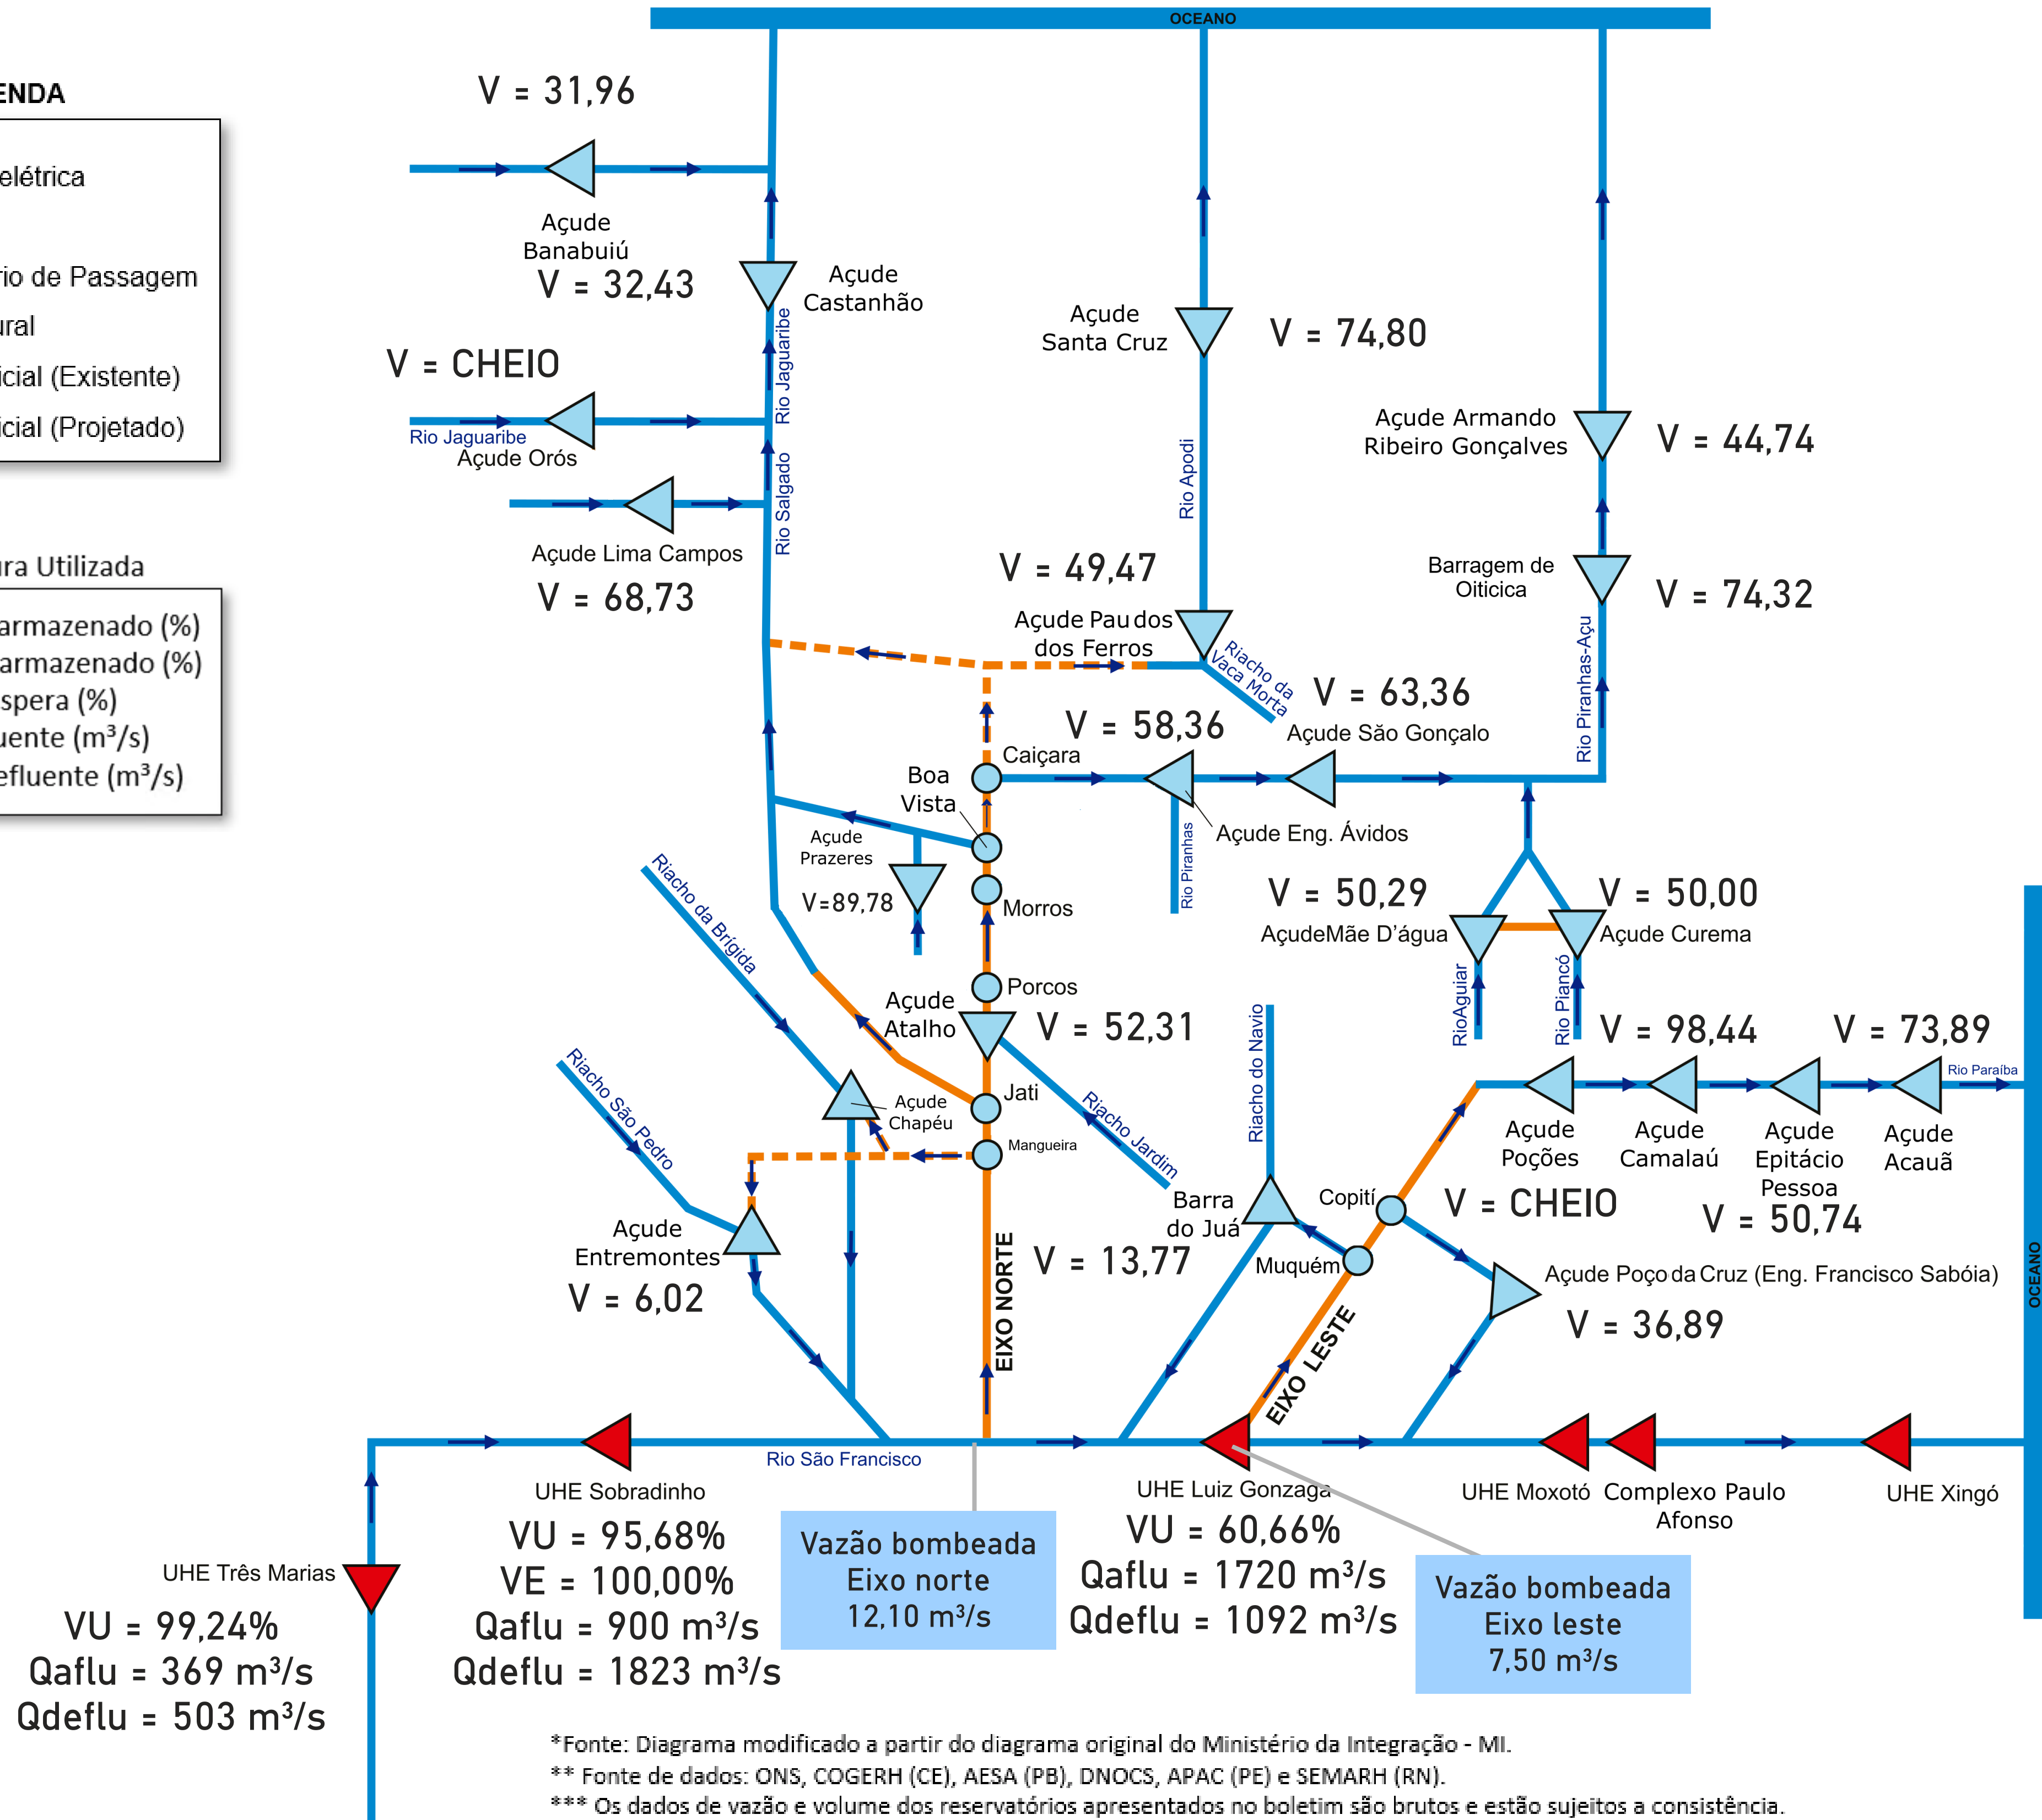 OCEANO
ENDA
elétrica
rio de Passagem
ural
icial (Existente)
icial (Projetado)
ura Utilizada
armazenado (%)
armazenado (%)
spera (%)
uente (m³/s)
efluente (m³/s)
V = 31,96
Açude
Banabuiú
V = 32,43
Açude
Castanhão
V = CHEIO
Rio Jaguaribe
Açude Orós
Rio Jaguaribe
Rio Salgado
Açude Lima Campos
V = 68,73
Açude
Santa Cruz
V = 74,80
Rio Apodi
V = 49,47
Açude Pau dos
dos Ferros
Riacho da
Vaca Morta
Açude Armando
Ribeiro Gonçalves
V = 44,74
Barragem de
Oiticica
V = 74,32
Rio Piranhas-Açu
V = 63,36
Açude São Gonçalo
V = 58,36
Caiçara
Boa
Vista
Açude Eng. Ávidos
Rio Piranhas
Açude
Prazeres
V=89,78
Morros
Porcos
Açude
Atalho
V = 52,31
Jati
Mangueira
Riacho Jardim
Riacho da Brígida
Riacho São Pedro
Açude
Chapéu
Açude
Entremontes
V = 6,02
EIXO NORTE
V = 50,29
AçudeMãe D'água
V = 50,00
Açude Curema
RioAguiar
Rio Piancó
V = 98,44
V = 73,89
Rio Paraíba
Açude
Poções
Açude
Camalaú
Açude
Epitácio
Pessoa
Açude
Acauã
V = CHEIO
V = 50,74
Riacho do Navio
Barra
do Juá
V = 13,77
Copití
Muquém
Açude Poço da Cruz (Eng. Francisco Sabóia)
V = 36,89
EIXO LESTE
OCEANO
Rio São Francisco
UHE Sobradinho
VU = 95,68%
VE = 100,00%
Qaflu = 900 m³/s
Qdeflu = 1823 m³/s
Vazão bombeada
Eixo norte
12,10 m³/s
UHE Luiz Gonzaga
VU = 60,66%
Qaflu = 1720 m³/s
Qdeflu = 1092 m³/s
Vazão bombeada
Eixo leste
7,50 m³/s
UHE Moxotó
Complexo Paulo
Afonso
UHE Xingó
UHE Três Marias
VU = 99,24%
Qaflu = 369 m³/s
Qdeflu = 503 m³/s
*Fonte: Diagrama modificado a partir do diagrama original do Ministério da Integração - MI.
** Fonte de dados: ONS, COGERH (CE), AESA (PB), DNOCS, APAC (PE) e SEMARH (RN).
*** Os dados de vazão e volume dos reservatórios apresentados no boletim são brutos e estão sujeitos a consistência.